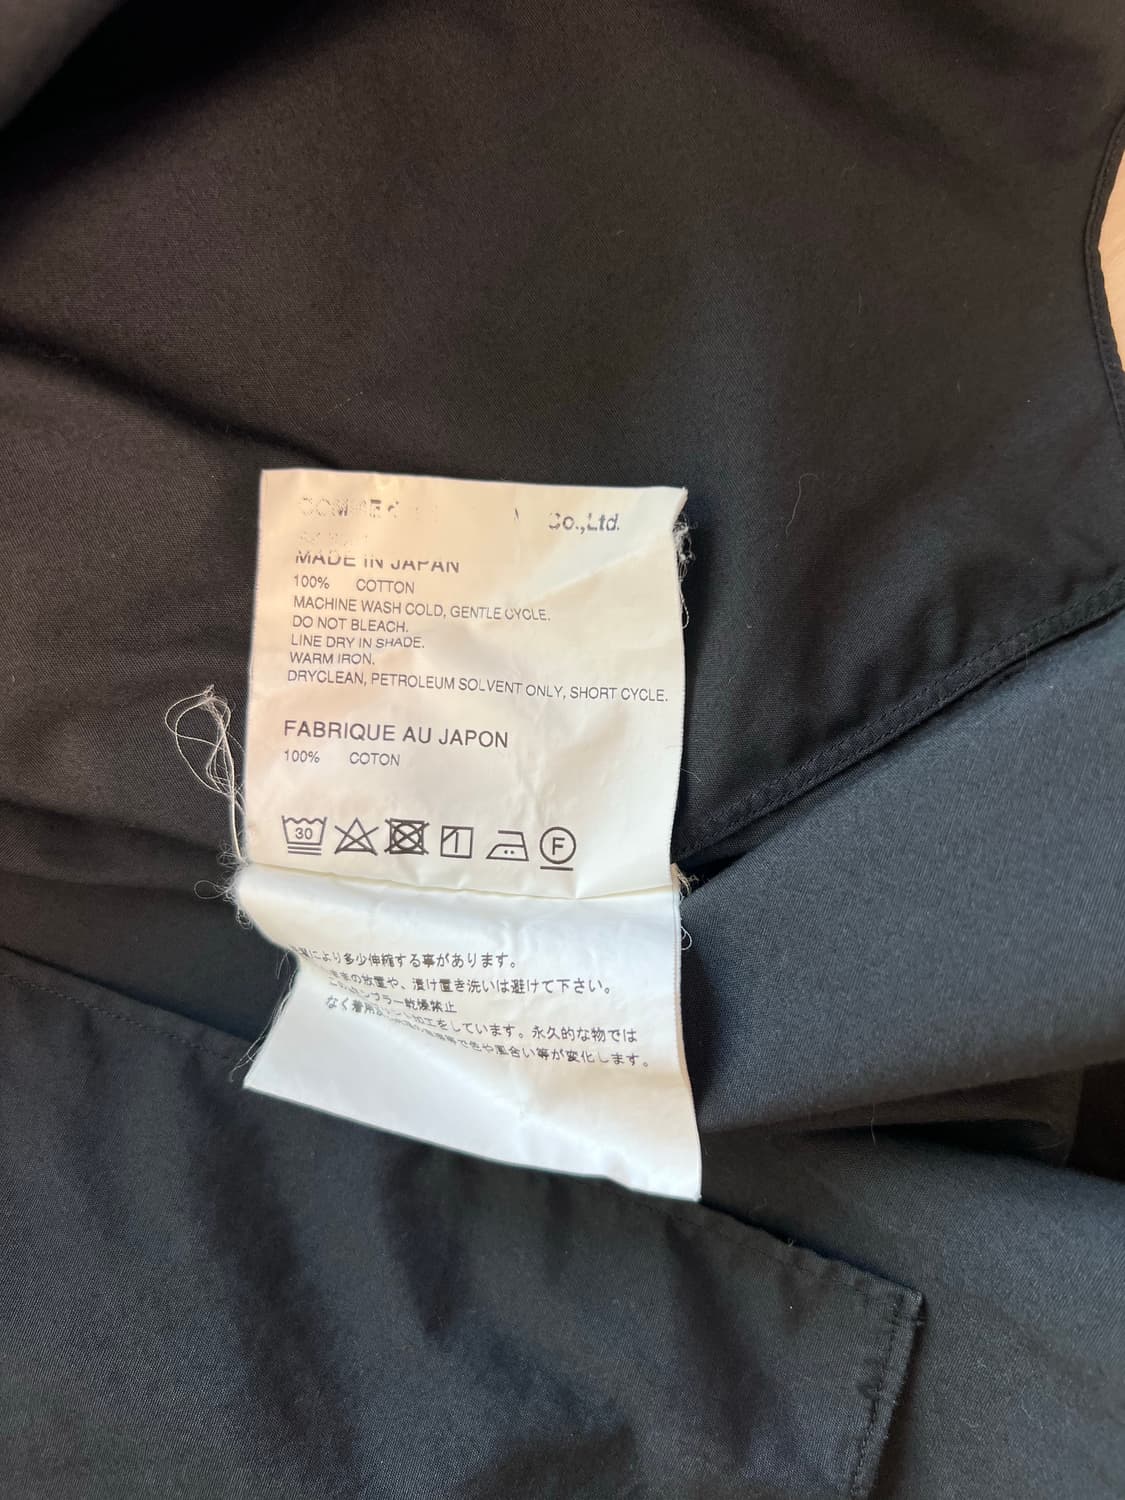 Co.,Ltd.
MADE IN JAPAN
100% COTTON
MACHINE WASH COLD, GENTLE CYCLE.
DO NOT BLEACH.
LINE DRY IN SHADE.
WARM IRON.
DRYCLEAN, PETROLEUM SOLVENT ONLY, SHORT CYCLE.
FABRIQUE AU JAPON
100% COTON
30 F
により多少伸縮する事があります。
の放置や、漬け置き洗いは避けて下さい。
ンブラー乾燥禁止
加工をしています。永久的な物では
なく着用
で色や風合い等が変化します。